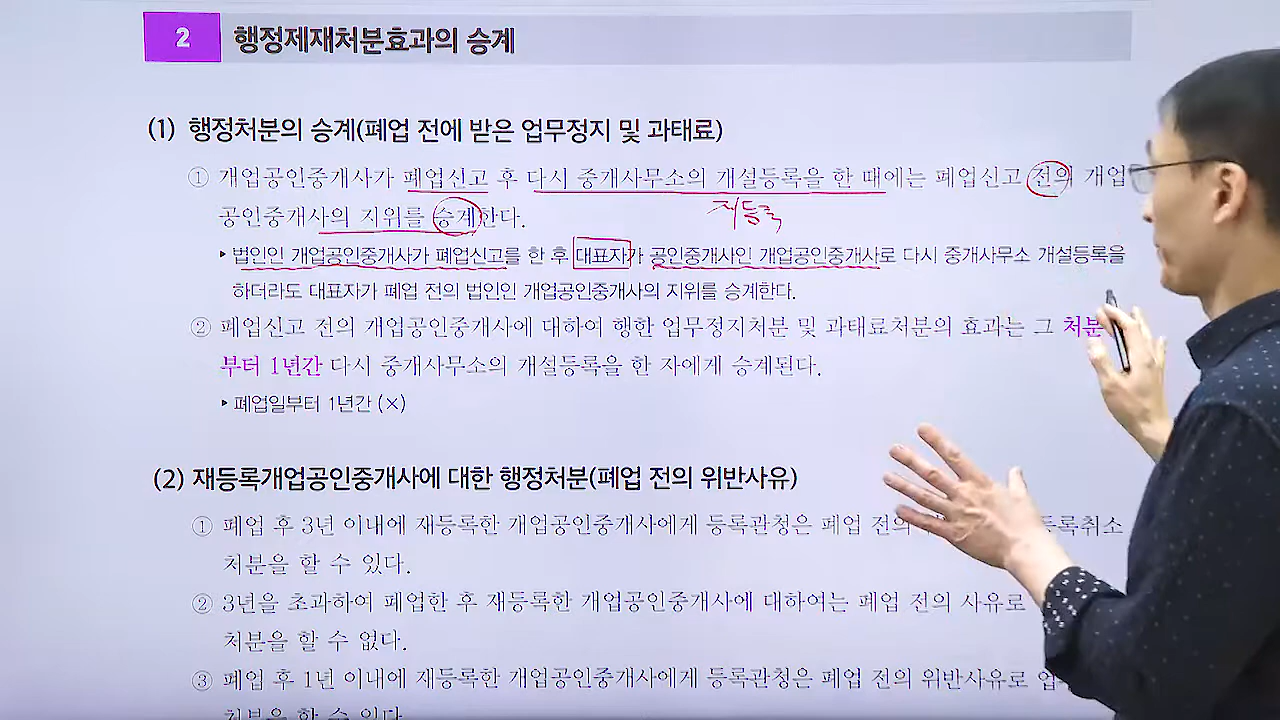 2 행정제재처분효과의 승계
(1) 행정처분의 승계(폐업 전에 받은 업무정지 및 과태료)
① 개업공인중개사가 폐업신고 후 다시 중개사무소의 개설등록을 한 때에는 폐업신고 전의 개업
공인중개사의 지위를 승계한다.
재등록
▸법인인 개업공인중개사가 폐업신고를 한 후 대표자가 공인중개사인 개업공인중개사로 다시 중개사무소 개설등록을
하더라도 대표자가 폐업 전의 법인인 개업공인중개사의 지위를 승계한다.
② 폐업신고 전의 개업공인중개사에 대하여 행한 업무정지처분 및 과태료처분의 효과는 그 처분
부터 1년간 다시 중개사무소의 개설등록을 한 자에게 승계된다.
▸폐업일부터 1년간 (×)
(2) 재등록개업공인중개사에 대한 행정처분(폐업 전의 위반사유)
① 폐업 후 3년 이내에 재등록한 개업공인중개사에게 등록관청은 폐업 전의 등록취소
처분을 할 수 있다.
② 3년을 초과하여 폐업한 후 재등록한 개업공인중개사에 대하여는 폐업 전의 사유로
처분을 할 수 없다.
③ 폐업 후 1년 이내에 재등록한 개업공인중개사에게 등록관청은 폐업 전의 위반사유로
처분을 할 수 있다.